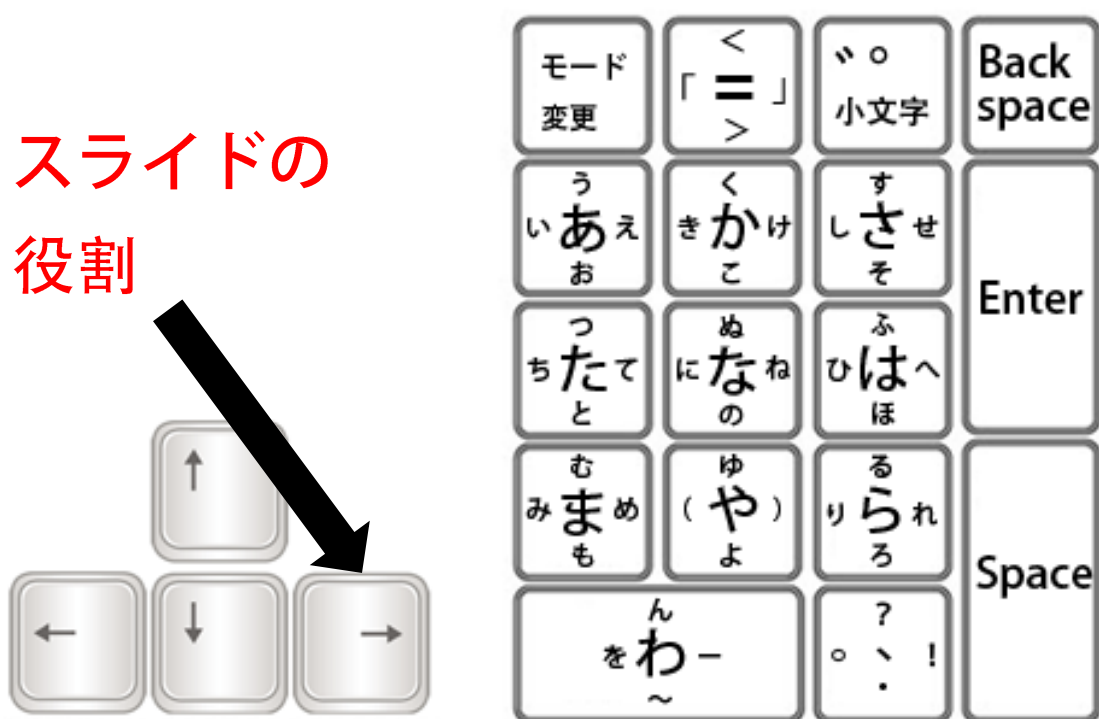 スライドの
役割
↑
← ↓ →
モード
変更
<
「 = 」
>
〝 °
小文字
Back
space
う
い あ え
お
く
き か け
こ
す
し さ せ
そ
Enter
つ
ち た て
と
ぬ
に な ね
の
ふ
ひ は へ
ほ
む
み ま め
も
ゆ
( や )
よ
る
り ら れ
ろ
Space
ん
を わ ー
～
?
。 、 !
・